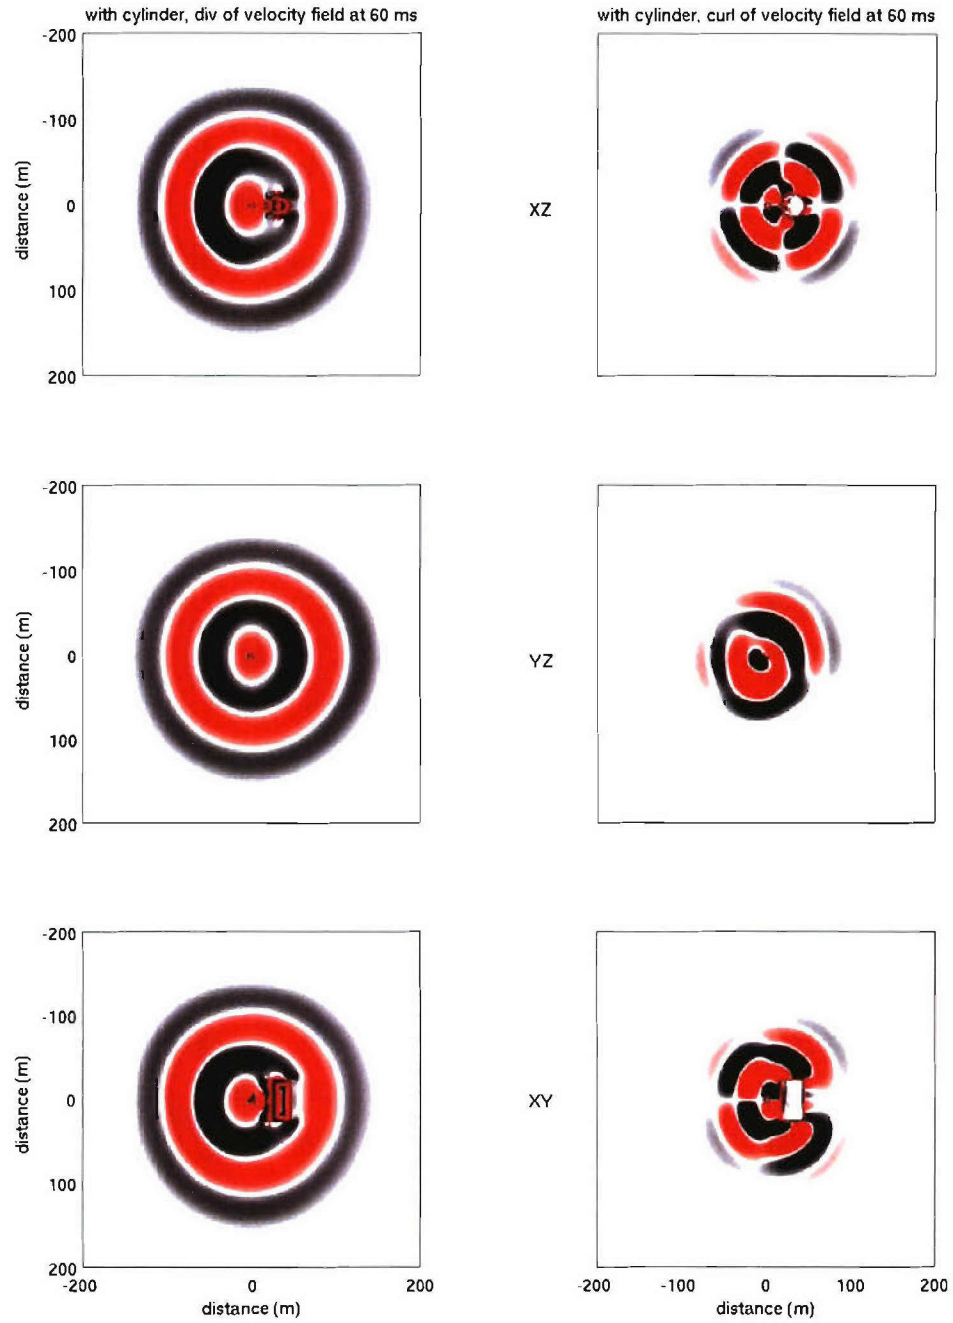 with cylinder, div of velocity field at 60 ms
with cylinder, curl of velocity field at 60 ms
-200
-100
0
100
200
distance (m)
XZ
-200
-100
0
100
200
distance (m)
YZ
-200
-100
0
100
200
distance (m)
XY
-200 0 200
distance (m)
-200 -100 0 100 200
distance (m)